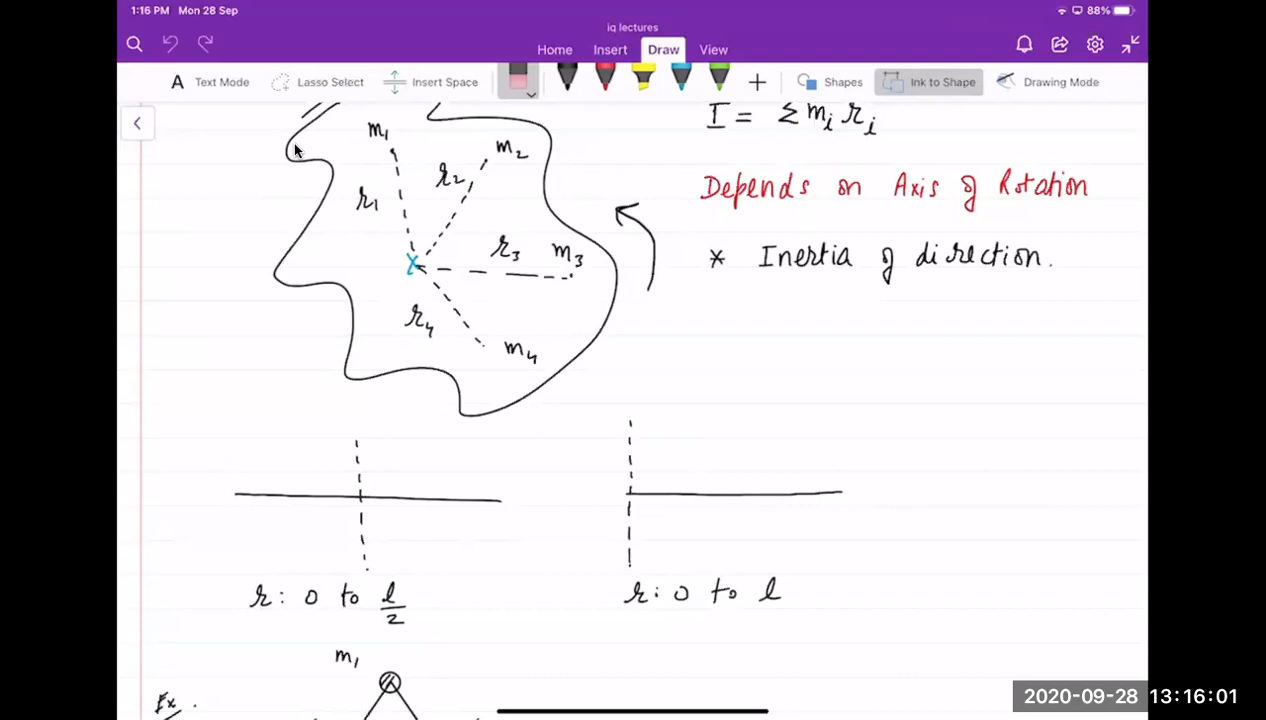 1:16 PM Mon 28 Sep
88%
iq lectures
Home Insert Draw View
A Text Mode Lasso Select Insert Space Shapes Ink to Shape Drawing Mode
I = Σ mᵢ rᵢ
m₁
m₂
r₂
r₁
Depends on Axis of Rotation
r₃ m₃
* Inertia of direction.
x
r₄
m₄
r: 0 to l/2
r: 0 to l
m₁
Ex.
2020-09-28 13:16:01